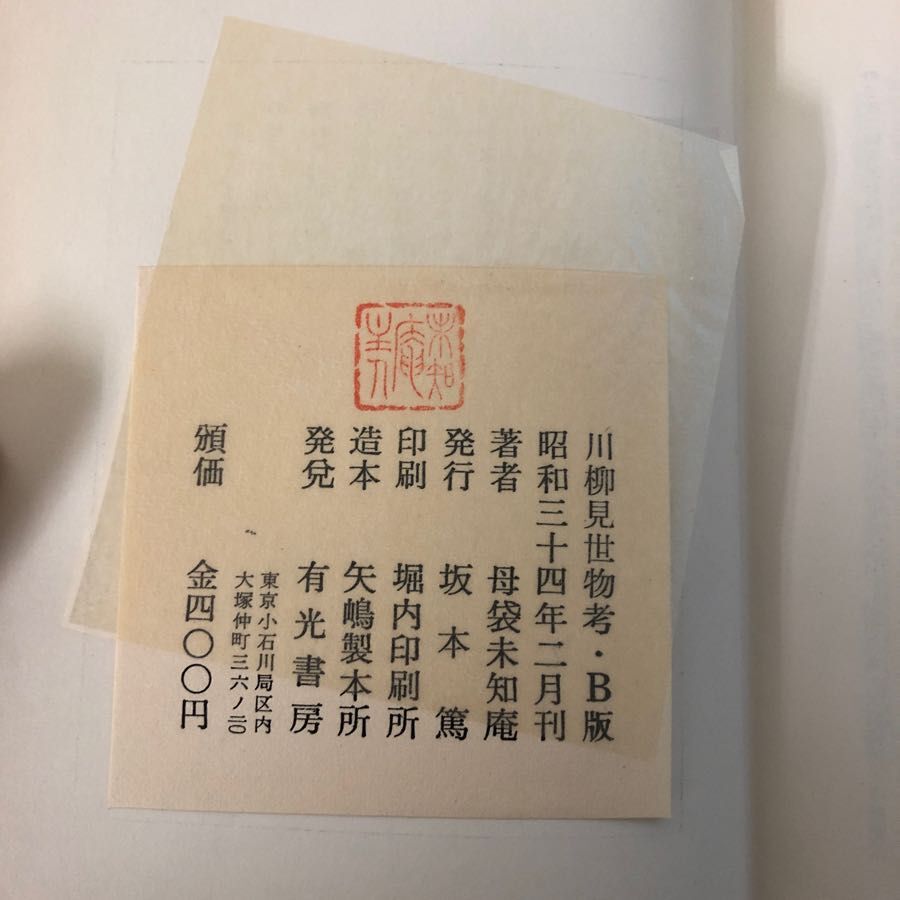 川柳見世物考・B版
昭和三十四年二月刊
著者 母袋未知庵
発行 坂本篤
印刷 堀内印刷所
造本 矢嶋製本所
発兌 有光書房
東京小石川局区内
大塚仲町三六ノ二〇
頒価 金四〇〇円